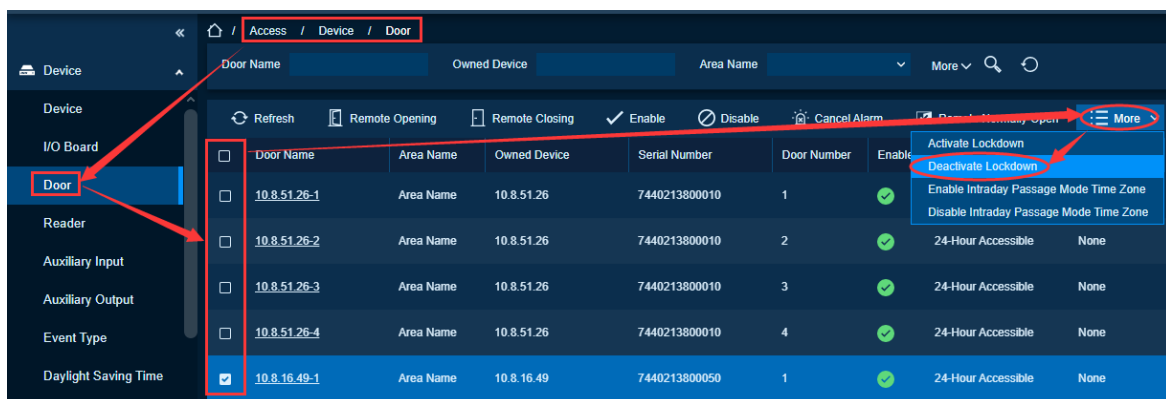 Access / Device / Door
Device
Door Name Owned Device Area Name More
Device
Refresh Remote Opening Remote Closing Enable Disable Cancel Alarm Remote Normally Open More
I/O Board
Door Name Area Name Owned Device Serial Number Door Number Enable
Activate Lockdown
Deactivate Lockdown
Enable Intraday Passage Mode Time Zone
Disable Intraday Passage Mode Time Zone
Door
10.8.51.26-1 Area Name 10.8.51.26 7440213800010 1
Reader
10.8.51.26-2 Area Name 10.8.51.26 7440213800010 2 24-Hour Accessible None
Auxiliary Input
10.8.51.26-3 Area Name 10.8.51.26 7440213800010 3 24-Hour Accessible None
Auxiliary Output
Event Type
10.8.51.26-4 Area Name 10.8.51.26 7440213800010 4 24-Hour Accessible None
Daylight Saving Time
10.8.16.49-1 Area Name 10.8.16.49 7440213800050 1 24-Hour Accessible None